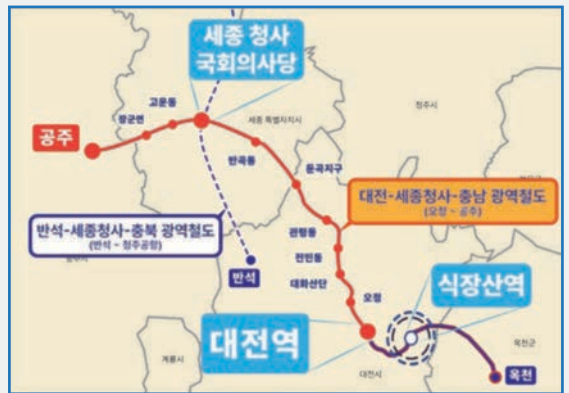 세종 청사
국회의사당
청주시
고운동
장군면
세종 특별자치시
공주
반곡동
둔곡지구
대전-세종청사-충남 광역철도
(오정 ~ 공주)
반석-세종청사-충북 광역철도
(반석 ~ 청주공항)
관평동
전민동
반석
대화산단
식장산역
오정
대전역
옥천군
계룡시
대전시
옥천